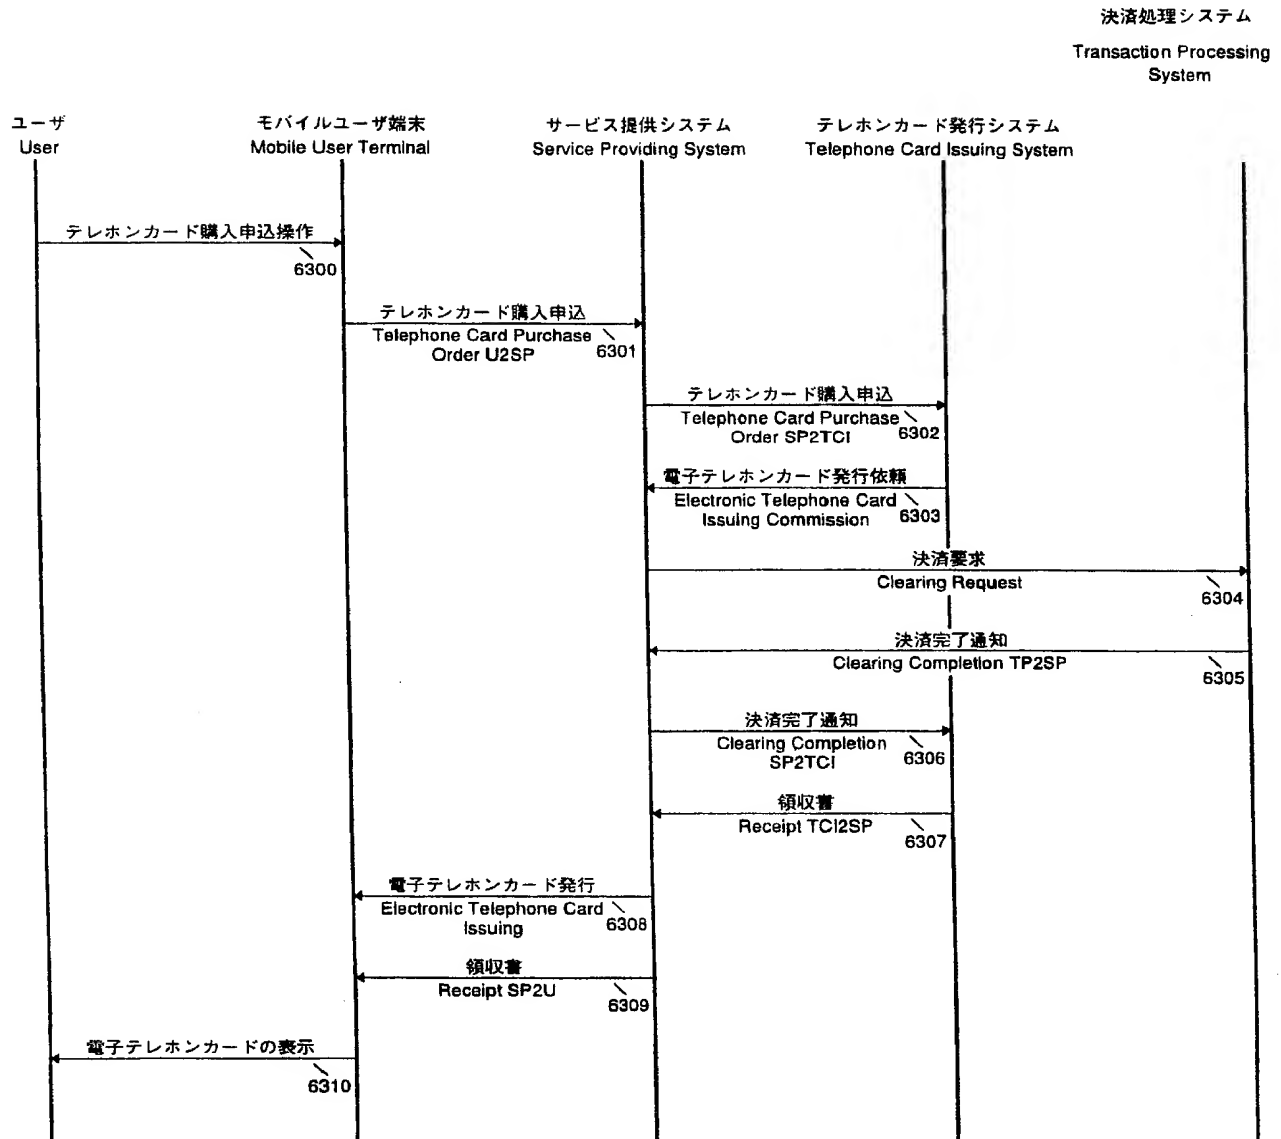 決済処理システム
Transaction Processing
System
ユーザ
User
モバイルユーザ端末
Mobile User Terminal
サービス提供システム
Service Providing System
テレホンカード発行システム
Telephone Card Issuing System
テレホンカード購入申込操作
6300
テレホンカード購入申込
Telephone Card Purchase
Order U2SP
6301
テレホンカード購入申込
Telephone Card Purchase
Order SP2TCI
6302
電子テレホンカード発行依頼
Electronic Telephone Card
Issuing Commission
6303
決済要求
Clearing Request
6304
決済完了通知
Clearing Completion TP2SP
6305
決済完了通知
Clearing Completion
SP2TCI
6306
領収書
Receipt TCI2SP
6307
電子テレホンカード発行
Electronic Telephone Card
Issuing
6308
領収書
Receipt SP2U
6309
電子テレホンカードの表示
6310